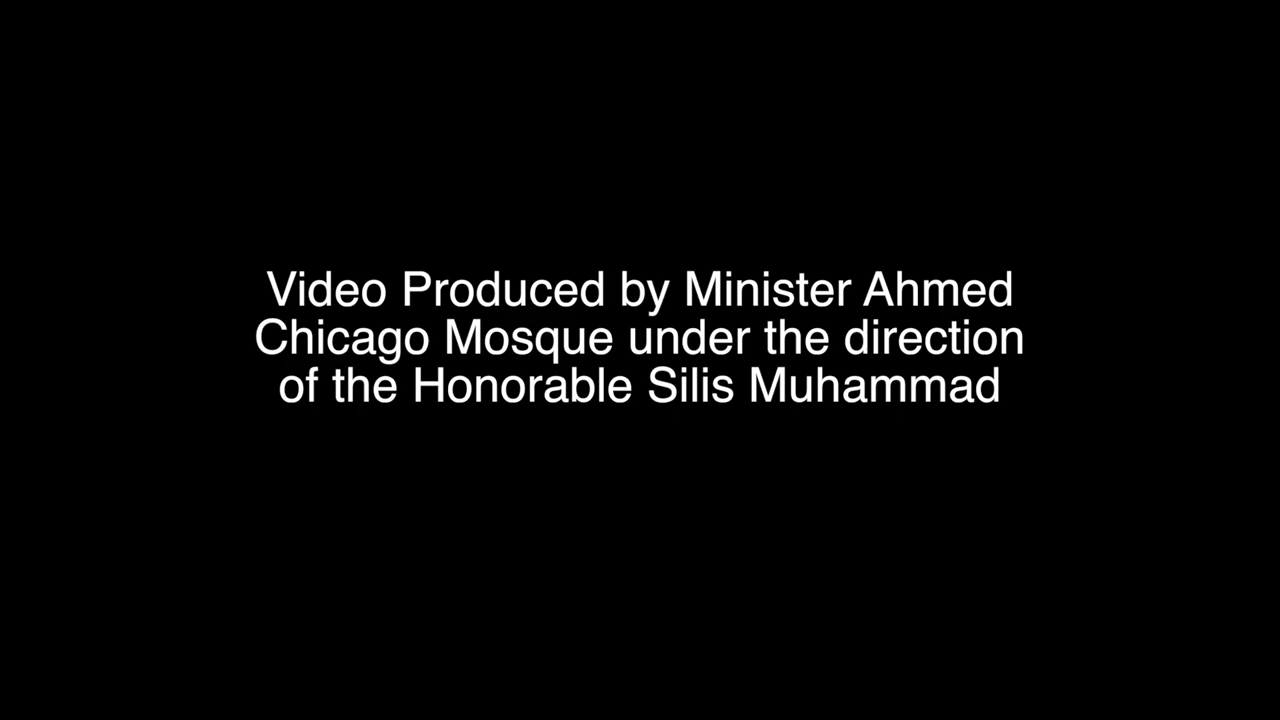 Video Produced by Minister Ahmed
Chicago Mosque under the direction
of the Honorable Silis Muhammad